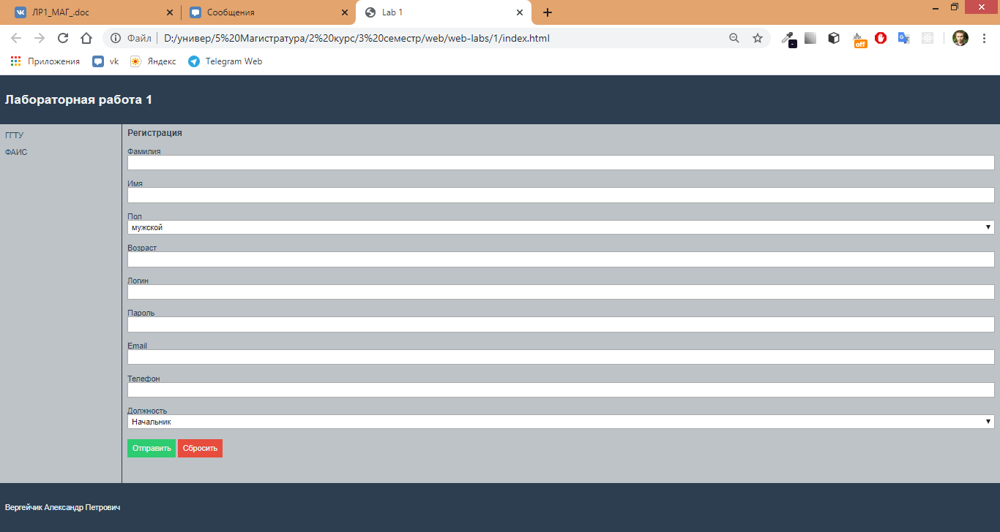 ЛР1_МАГ_.doc
Сообщения
Lab 1
Файл D:/универ/5%20Магистратура/2%20курс/3%20семестр/web/web-labs/1/index.html
off
Приложения vk Яндекс Telegram Web
Лабораторная работа 1
ГГТУ
ФАИС
Регистрация
Фамилия
Имя
Пол
мужской
Возраст
Логин
Пароль
Email
Телефон
Должность
Начальник
Отправить Сбросить
Вергейчик Александр Петрович